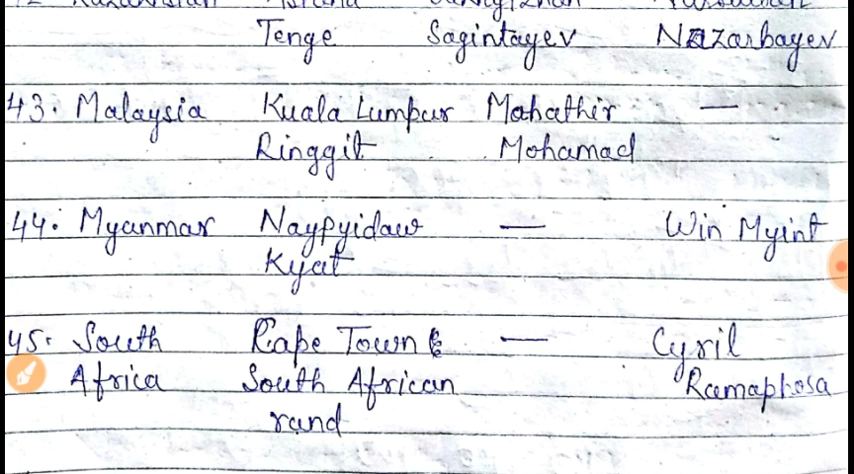 Tenge Sagintayev Nazarbayev
43. Malaysia Kuala Lumpur Mahathir —
Ringgit Mohamad
44. Myanmar Naypyidaw — Win Myint
Kyat
45. South Cape Town & — Cyril
Africa South African Ramaphosa
rand